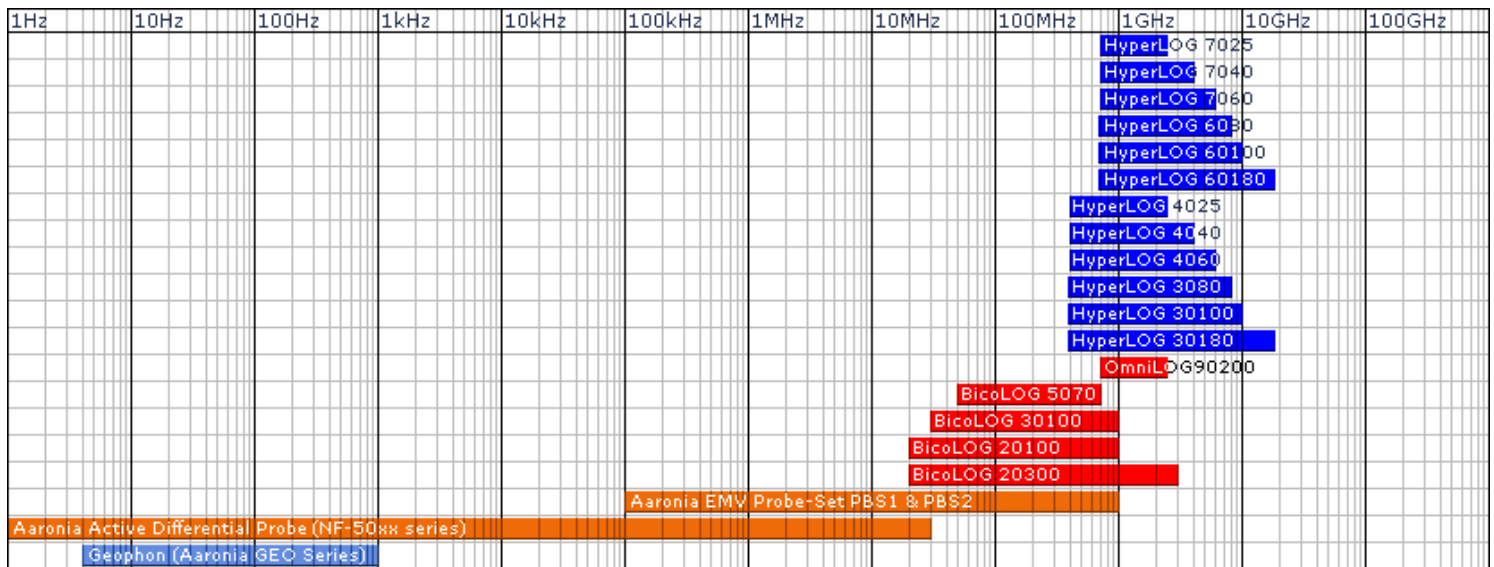 1Hz 10Hz 100Hz 1kHz 10kHz 100kHz 1MHz 10MHz 100MHz 1GHz 10GHz 100GHz
HyperLOG 7025
HyperLOG 7040
HyperLOG 7060
HyperLOG 6080
HyperLOG 60100
HyperLOG 60180
HyperLOG 4025
HyperLOG 4040
HyperLOG 4060
HyperLOG 3080
HyperLOG 30100
HyperLOG 30180
OmniLOG90200
BicoLOG 5070
BicoLOG 30100
BicoLOG 20100
BicoLOG 20300
Aaronia EMV Probe-Set PBS1 & PBS2
Aaronia Active Differential Probe (NF-50xx series)
Geophon (Aaronia GEO Series)